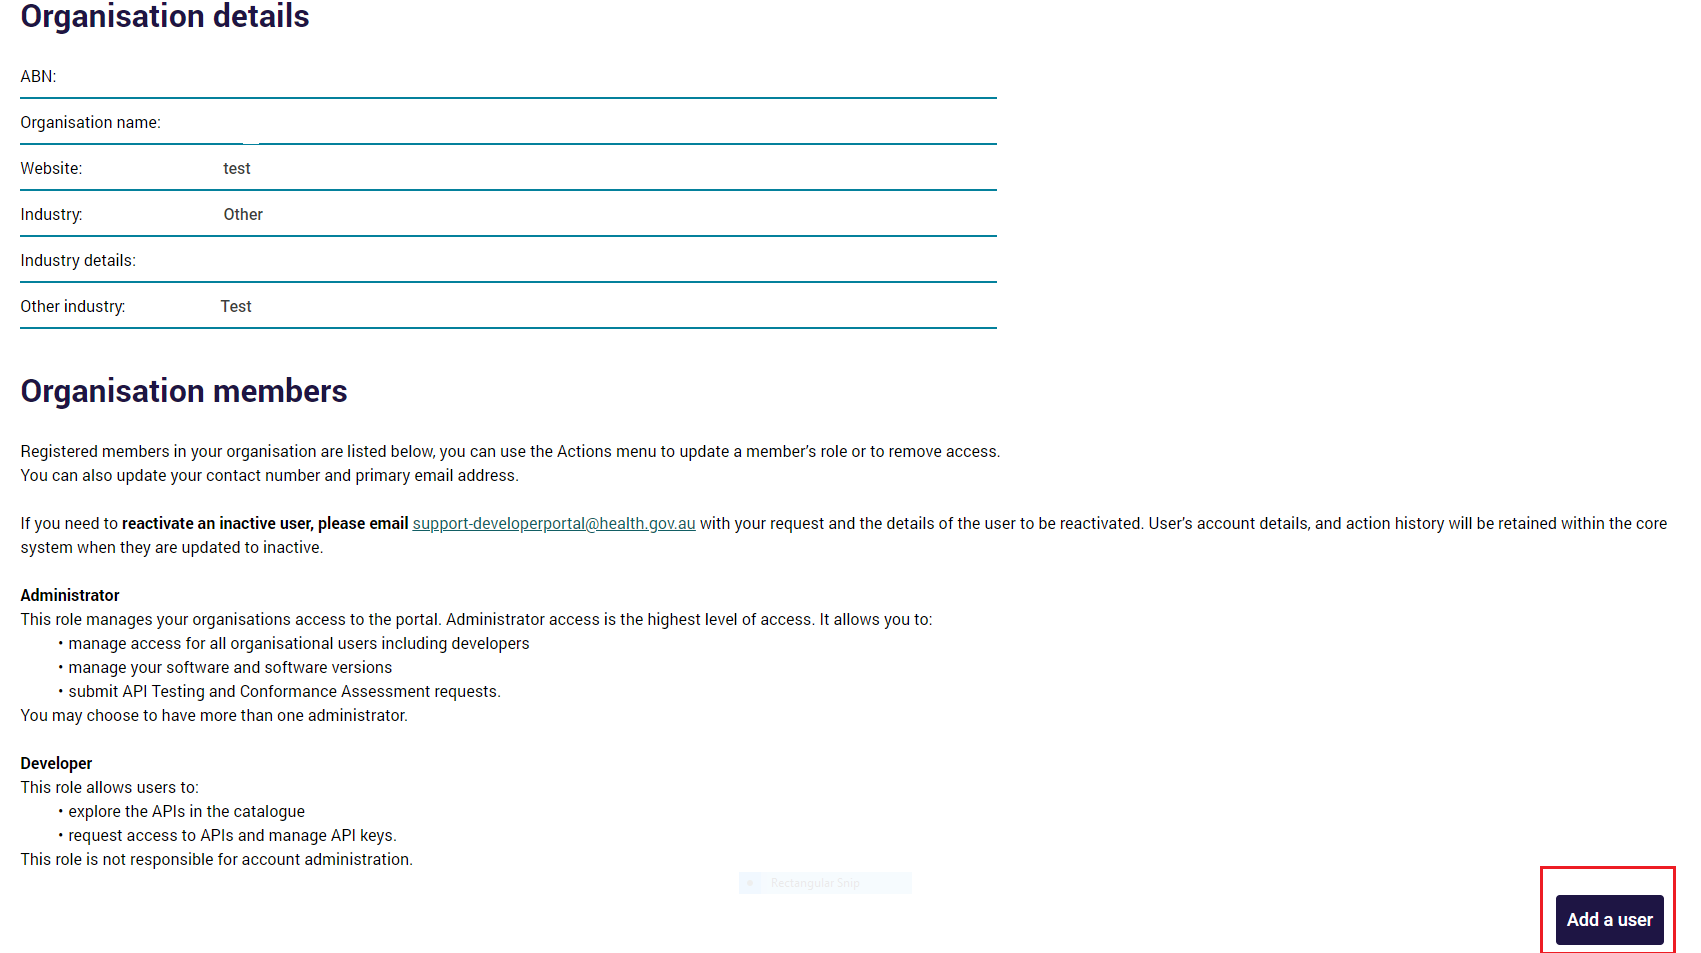 Organisation details
ABN:
Organisation name:
Website: test
Industry: Other
Industry details:
Other industry: Test
Organisation members
Registered members in your organisation are listed below, you can use the Actions menu to update a member's role or to remove access.
You can also update your contact number and primary email address.
If you need to reactivate an inactive user, please email support-developerportal@health.gov.au with your request and the details of the user to be reactivated. User's account details, and action history will be retained within the core
system when they are updated to inactive.
Administrator
This role manages your organisations access to the portal. Administrator access is the highest level of access. It allows you to:
• manage access for all organisational users including developers
• manage your software and software versions
• submit API Testing and Conformance Assessment requests.
You may choose to have more than one administrator.
Developer
This role allows users to:
• explore the APIs in the catalogue
• request access to APIs and manage API keys.
This role is not responsible for account administration.
Rectangular Snip
Add a user